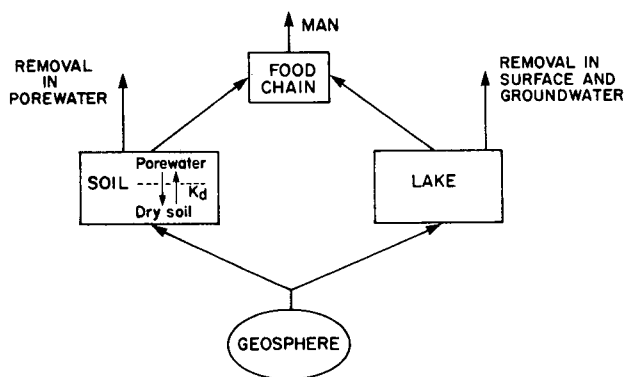 MAN
REMOVAL
IN
POREWATER
FOOD
CHAIN
REMOVAL IN
SURFACE AND
GROUNDWATER
SOIL
Porewater
Kd
Dry soil
LAKE
GEOSPHERE